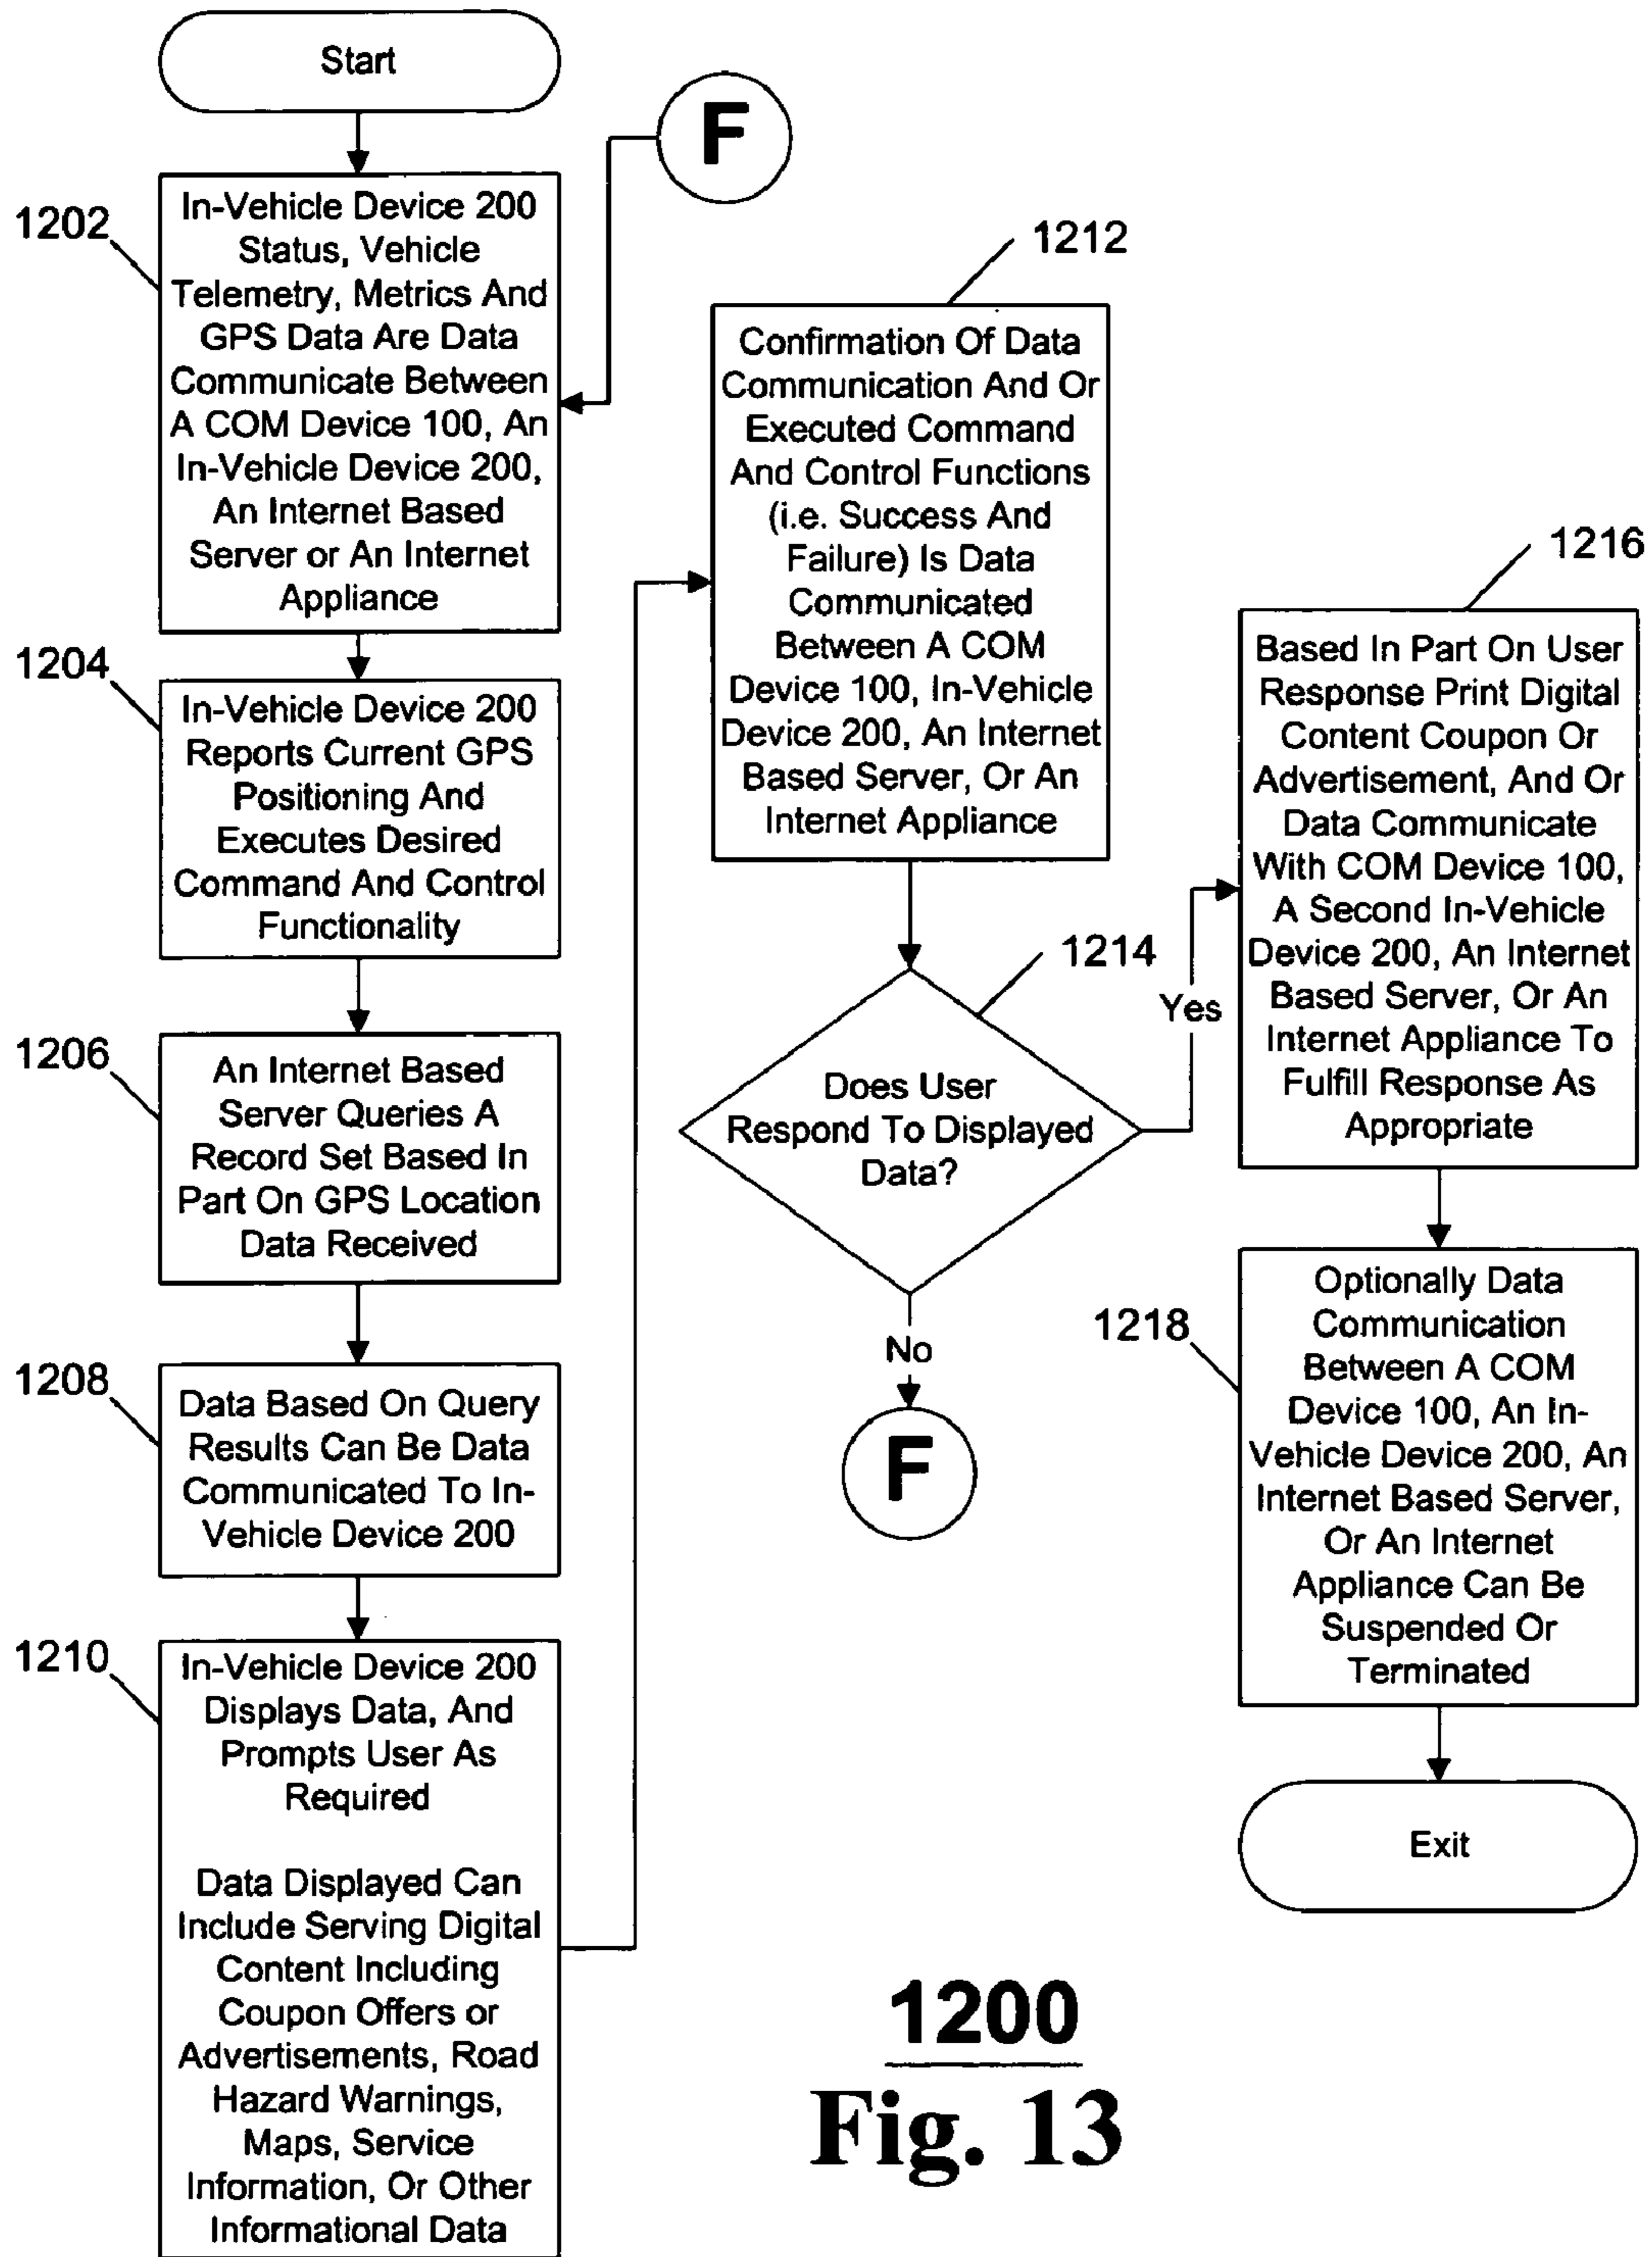 Start
F
1202
In-Vehicle Device 200
Status, Vehicle
Telemetry, Metrics And
GPS Data Are Data
Communicate Between
A COM Device 100, An
In-Vehicle Device 200,
An Internet Based
Server or An Internet
Appliance
1204
In-Vehicle Device 200
Reports Current GPS
Positioning And
Executes Desired
Command And Control
Functionality
1206
An Internet Based
Server Queries A
Record Set Based In
Part On GPS Location
Data Received
1208
Data Based On Query
Results Can Be Data
Communicated To In-
Vehicle Device 200
1210
In-Vehicle Device 200
Displays Data, And
Prompts User As
Required
Data Displayed Can
Include Serving Digital
Content Including
Coupon Offers or
Advertisements, Road
Hazard Warnings,
Maps, Service
Information, Or Other
Informational Data
1212
Confirmation Of Data
Communication And Or
Executed Command
And Control Functions
(i.e. Success And
Failure) Is Data
Communicated
Between A COM
Device 100, In-Vehicle
Device 200, An Internet
Based Server, Or An
Internet Appliance
1214
Does User
Respond To Displayed
Data?
Yes
No
F
1216
Based In Part On User
Response Print Digital
Content Coupon Or
Advertisement, And Or
Data Communicate
With COM Device 100,
A Second In-Vehicle
Device 200, An Internet
Based Server, Or An
Internet Appliance To
Fulfill Response As
Appropriate
1218
Optionally Data
Communication
Between A COM
Device 100, An In-
Vehicle Device 200, An
Internet Based Server,
Or An Internet
Appliance Can Be
Suspended Or
Terminated
Exit
1200
Fig. 13